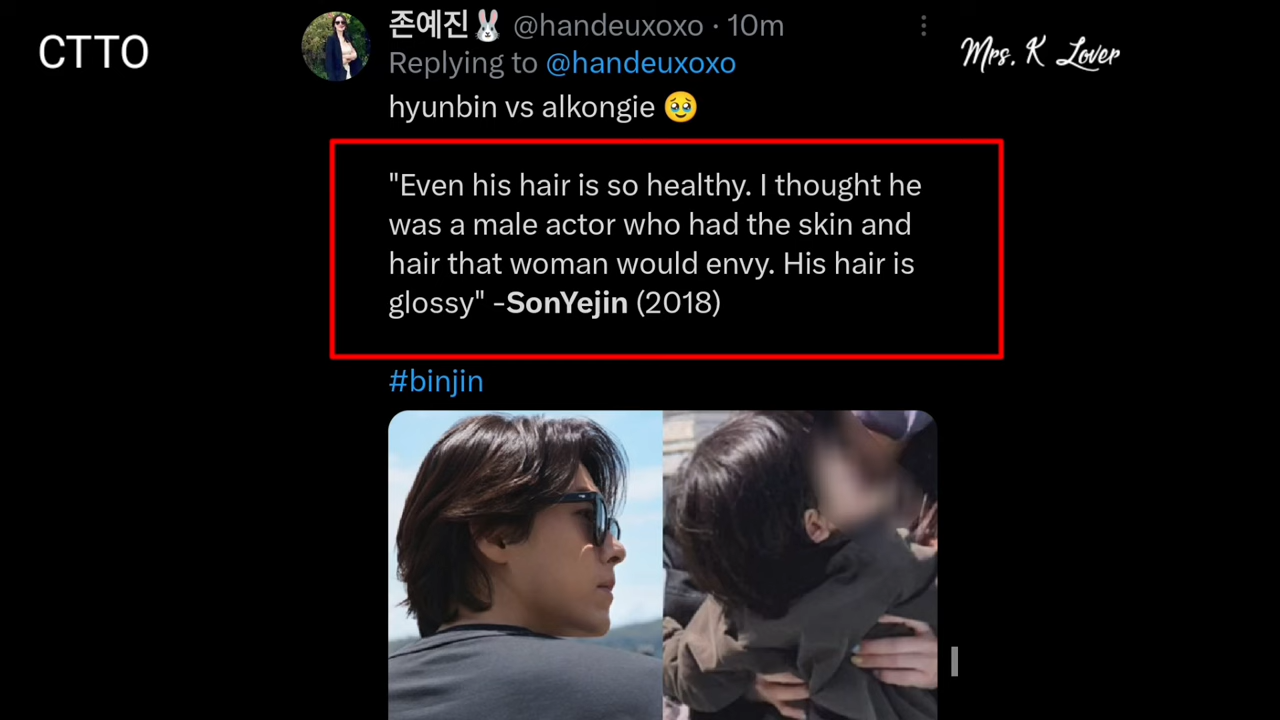 CTTO
존예진🐰 @handeuxoxo · 10m
Mrs. K Lover
Replying to @handeuxoxo
hyunbin vs alkongie 🥹
"Even his hair is so healthy. I thought he
was a male actor who had the skin and
hair that woman would envy. His hair is
glossy" -SonYejin (2018)
#binjin